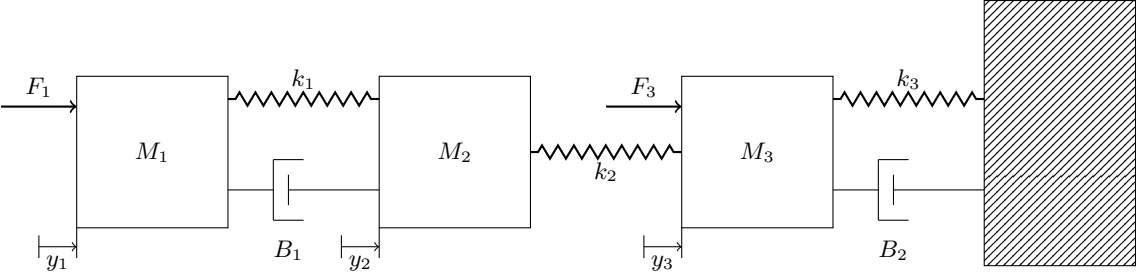 k₁
k₃
F₁
F₃
M₁
M₂
M₃
k₂
B₁
B₂
y₁
y₂
y₃